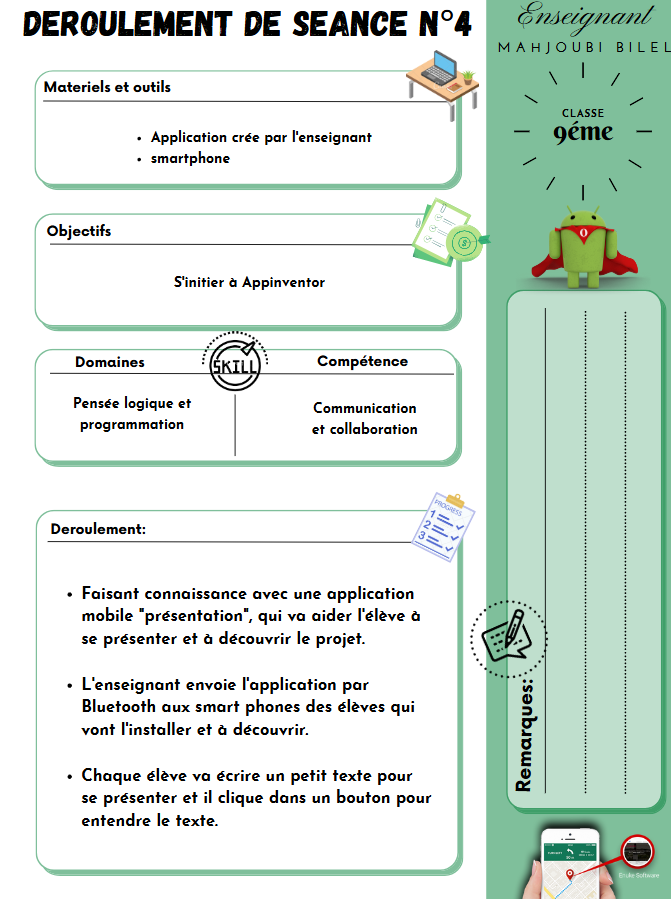 DEROULEMENT DE SEANCE N°4
Enseignant
MAHJOUBI BILEL
CLASSE
9éme
Materiels et outils
• Application crée par l'enseignant
• smartphone
Objectifs
S'initier à Appinventor
SKILL
Domaines
Compétence
Pensée logique et
programmation
Communication
et collaboration
PROGRESS
1
2
3
Deroulement:
• Faisant connaissance avec une application
mobile "présentation", qui va aider l'élève à
se présenter et à découvrir le projet.
• L'enseignant envoie l'application par
Bluetooth aux smart phones des élèves qui
vont l'installer et à découvrir.
• Chaque élève va écrire un petit texte pour
se présenter et il clique dans un bouton pour
entendre le texte.
Remarques: